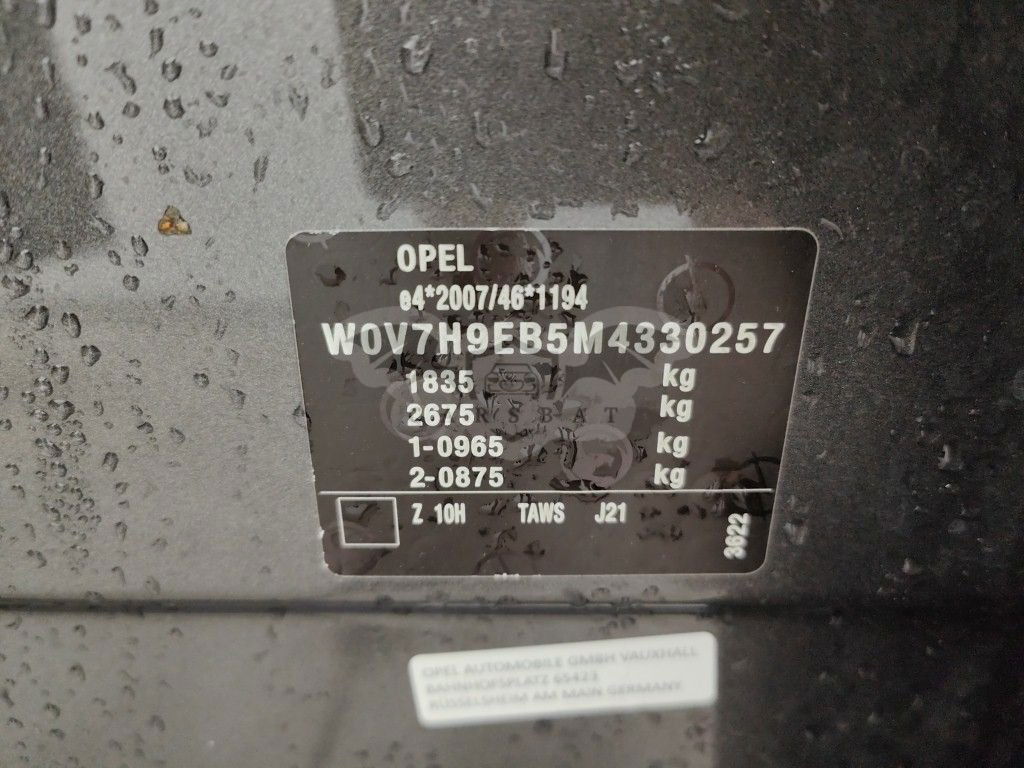 OPEL
e4*2007/46*1194
W0V7H9EB5M4330257
1835 kg
2675 kg
1-0965 kg
2-0875 kg
Z 10H TAWS J21
3622
RSBAT
OPEL AUTOMOBILE GMBH VAUXHALL
BAHNHOFSPLATZ 65423
RÜSSELSHEIM AM MAIN GERMANY